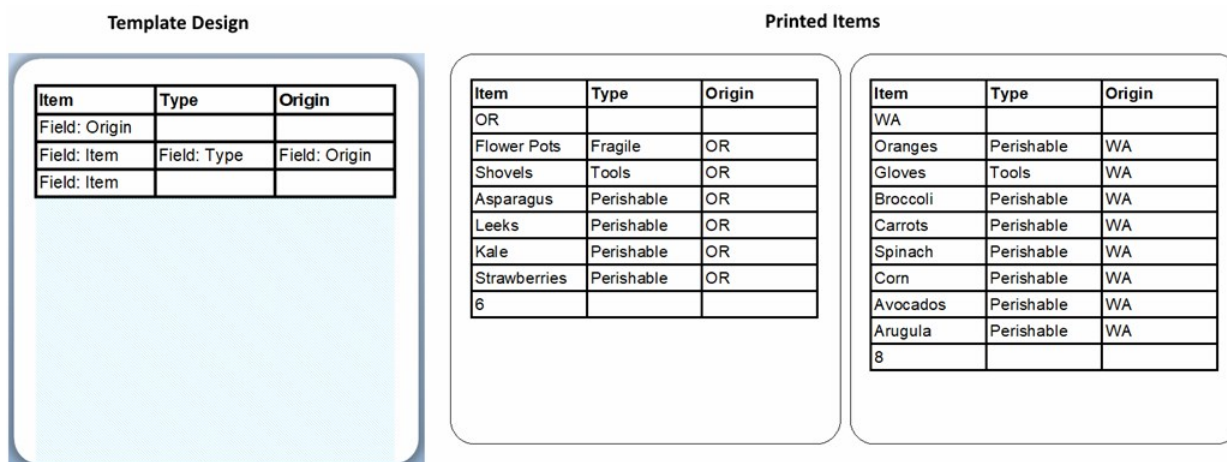 Template Design
Printed Items
Item Type Origin
Field: Origin
Field: Item Field: Type Field: Origin
Field: Item
Item Type Origin
OR
Flower Pots Fragile OR
Shovels Tools OR
Asparagus Perishable OR
Leeks Perishable OR
Kale Perishable OR
Strawberries Perishable OR
6
Item Type Origin
WA
Oranges Perishable WA
Gloves Tools WA
Broccoli Perishable WA
Carrots Perishable WA
Spinach Perishable WA
Corn Perishable WA
Avocados Perishable WA
Arugula Perishable WA
8